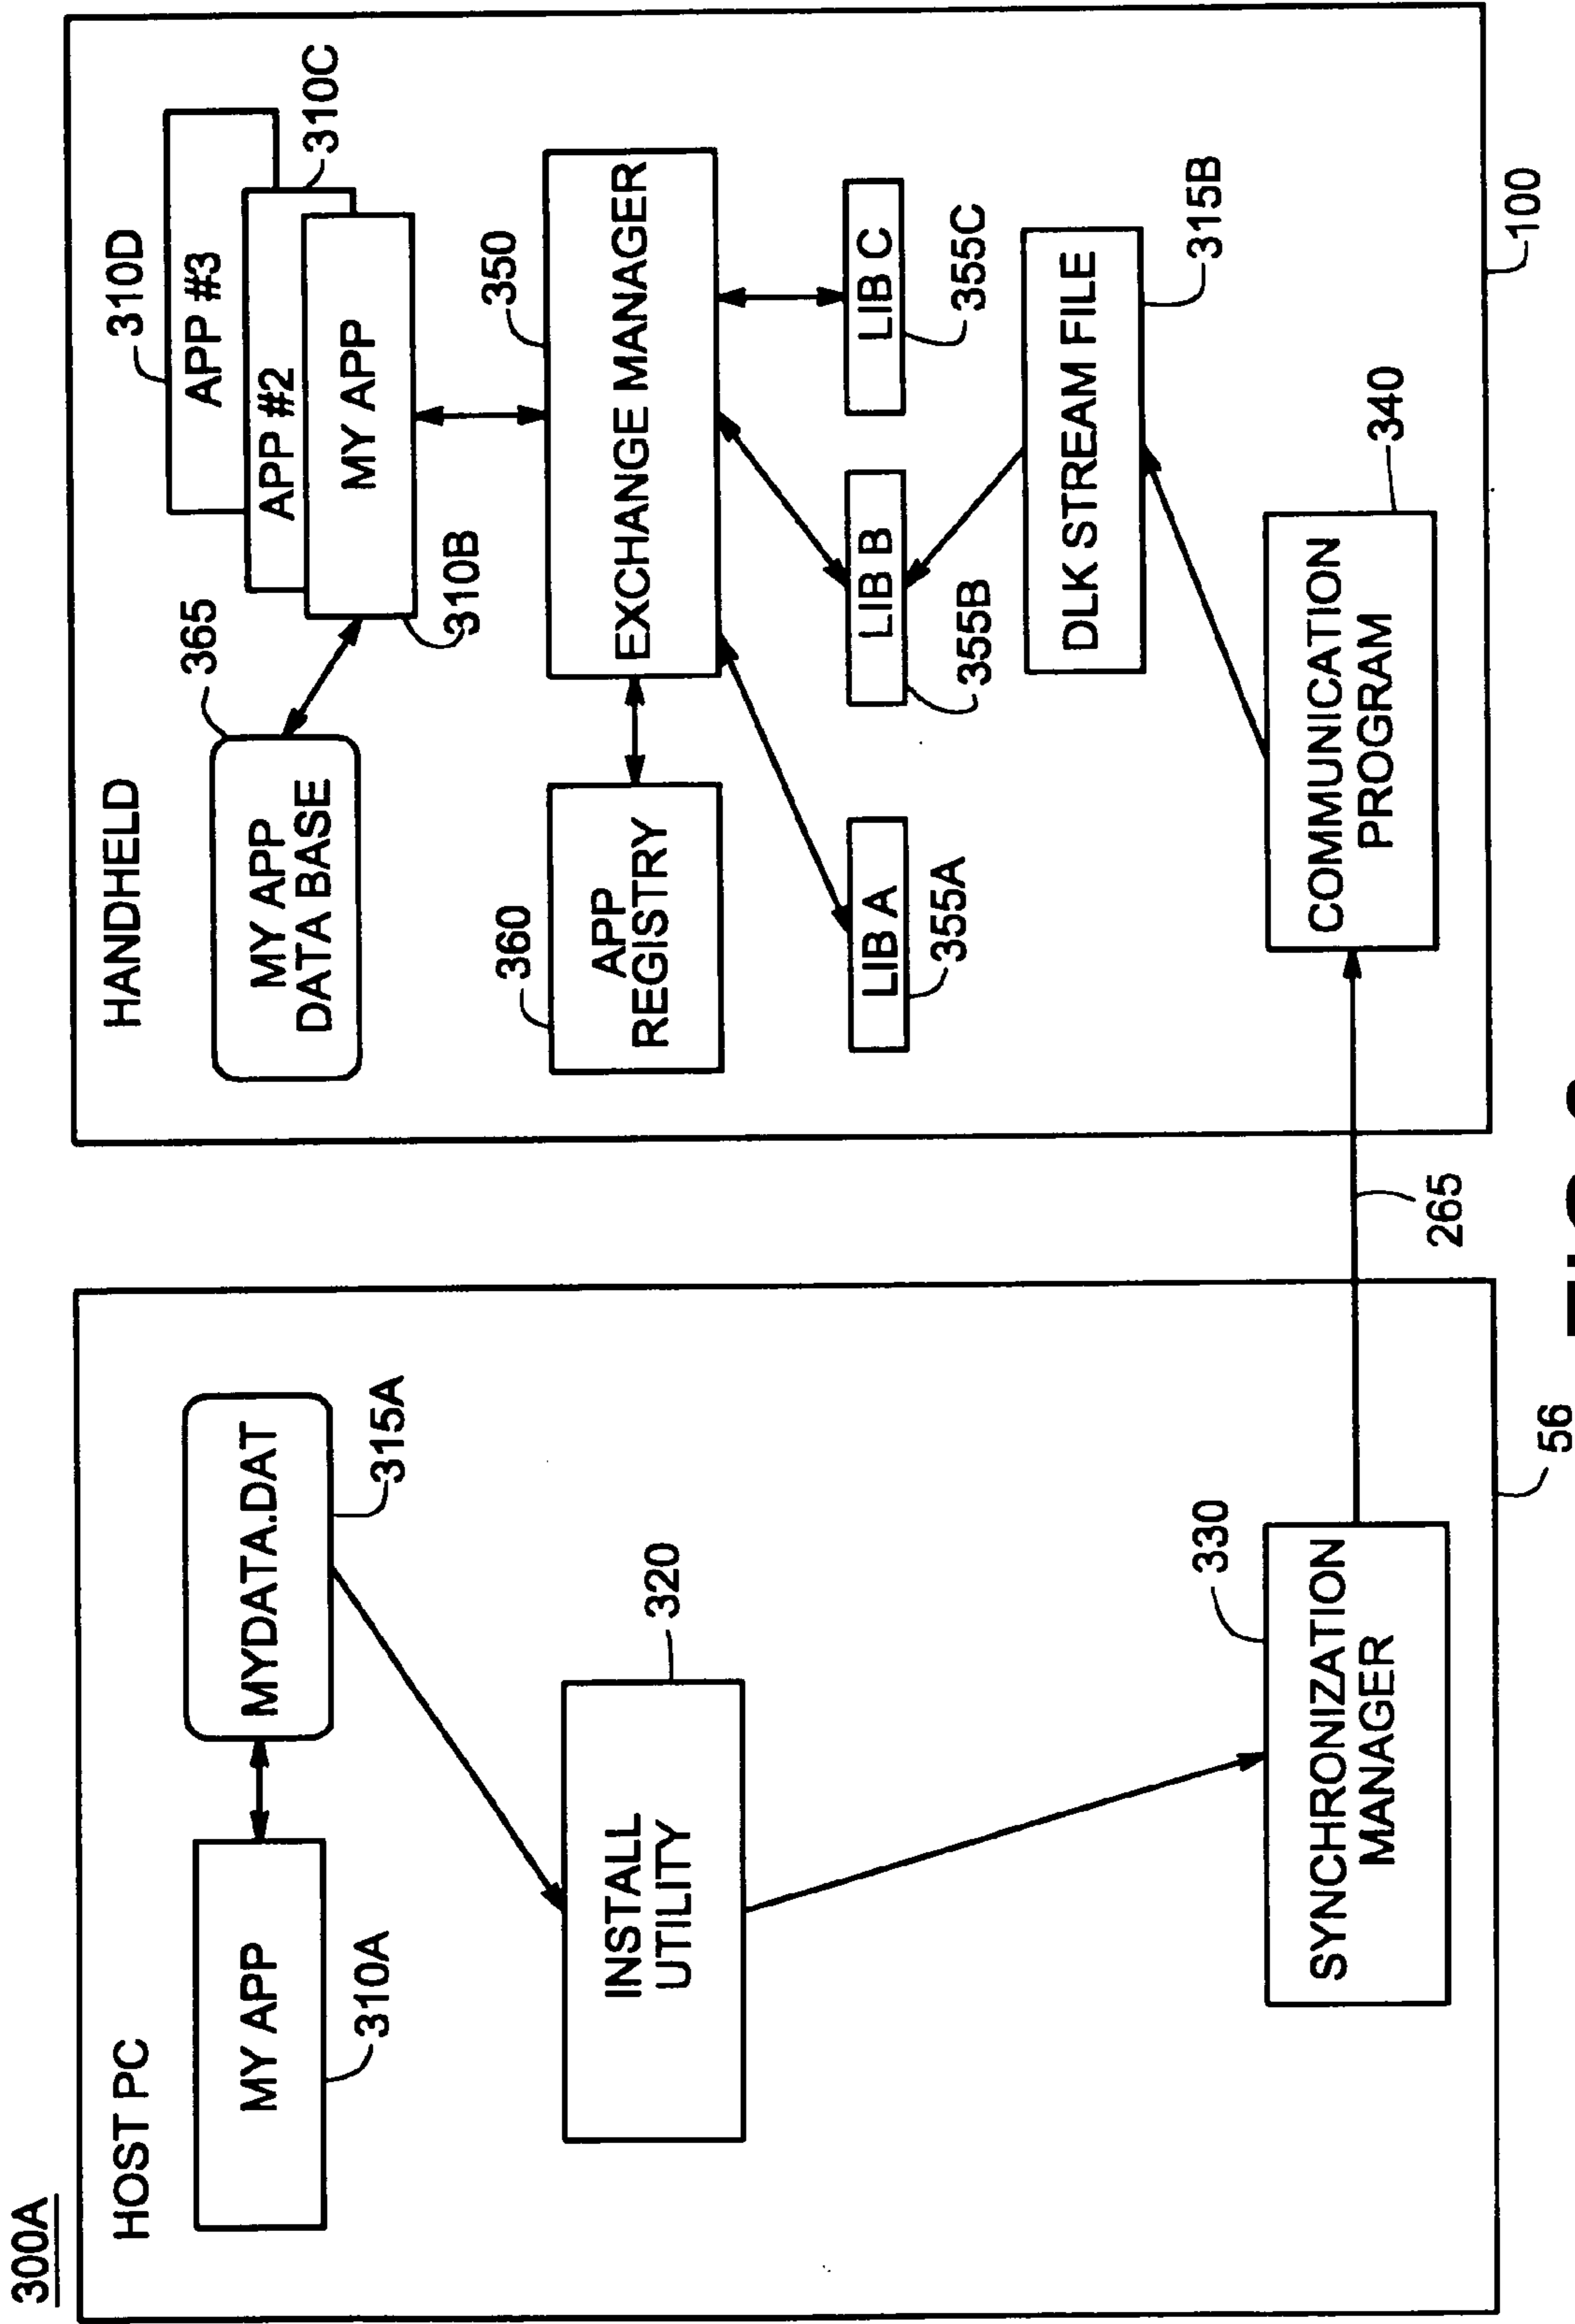 300A
HOST PC
MY APP
310A
MYDATA.DAT
315A
INSTALL
UTILITY
320
SYNCHRONIZATION
MANAGER
330
56
265
HANDHELD
MY APP
DATA BASE
365
APP #3
310D
APP #2
310C
MY APP
310B
EXCHANGE MANAGER
350
APP
REGISTRY
360
LIB A
355A
LIB B
355B
LIB C
355C
DLK STREAM FILE
315B
COMMUNICATION
PROGRAM
340
100